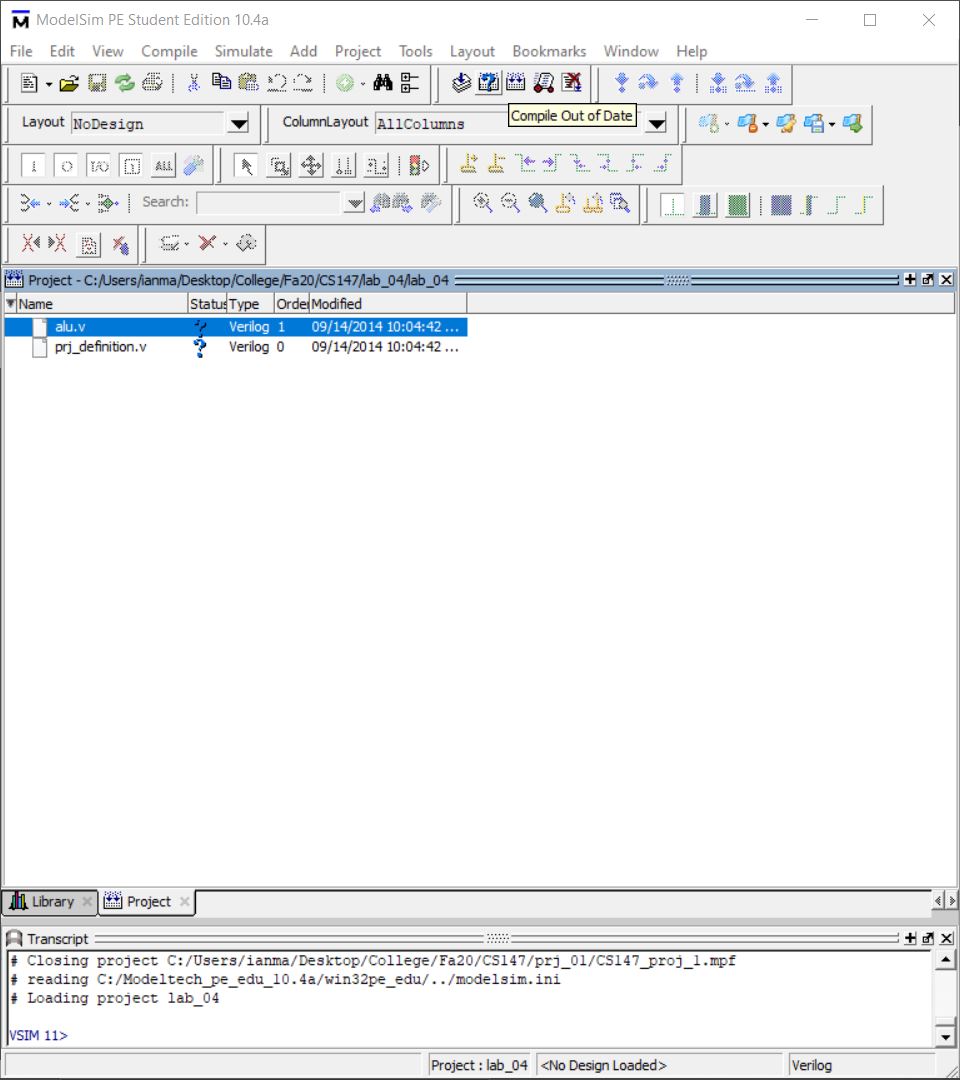 ModelSim PE Student Edition 10.4a
File Edit View Compile Simulate Add Project Tools Layout Bookmarks Window Help
Layout NoDesign ColumnLayout AllColumns
Compile Out of Date
ALL
Search:
Project - C:/Users/ianma/Desktop/College/Fa20/CS147/lab_04/lab_04
Name Status Type Order Modified
alu.v ? Verilog 1 09/14/2014 10:04:42 ...
prj_definition.v ? Verilog 0 09/14/2014 10:04:42 ...
Library Project
Transcript
# Closing project C:/Users/ianma/Desktop/College/Fa20/CS147/prj_01/CS147_proj_1.mpf
# reading C:/Modeltech_pe_edu_10.4a/win32pe_edu/../modelsim.ini
# Loading project lab_04
VSIM 11>
Project : lab_04 <No Design Loaded> Verilog